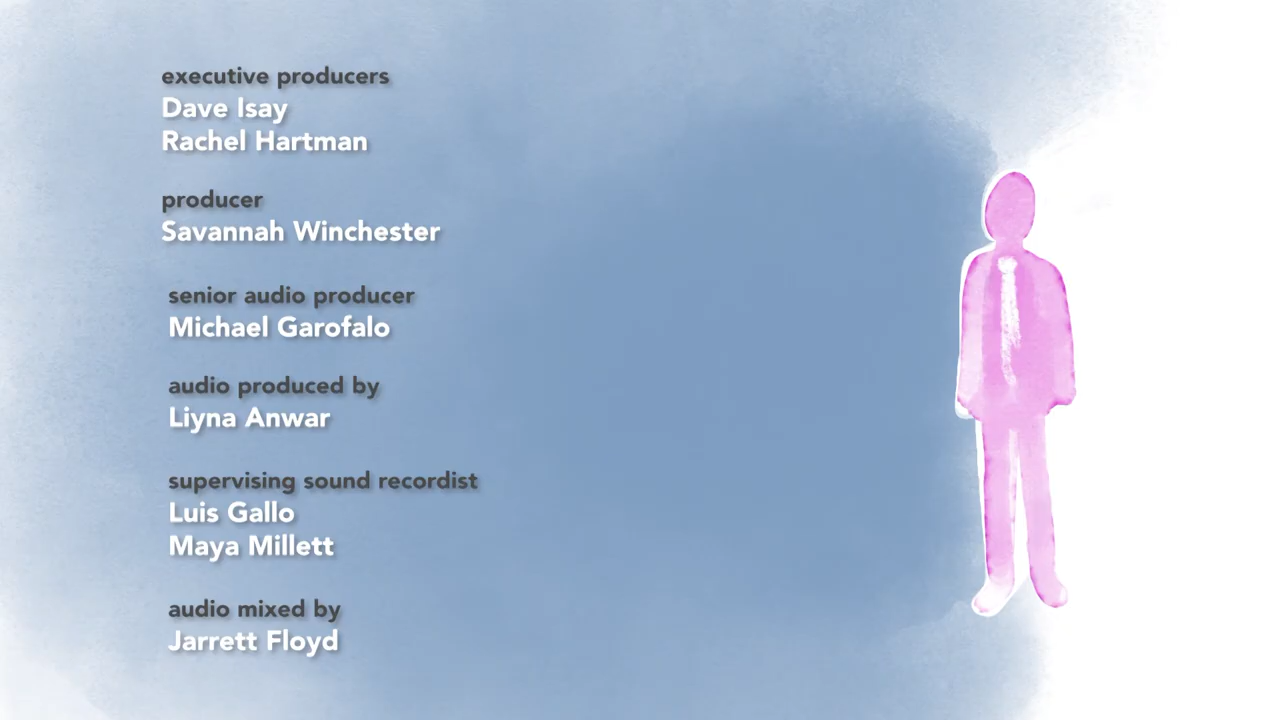 executive producers
Dave Isay
Rachel Hartman
producer
Savannah Winchester
senior audio producer
Michael Garofalo
audio produced by
Liyna Anwar
supervising sound recordist
Luis Gallo
Maya Millett
audio mixed by
Jarrett Floyd